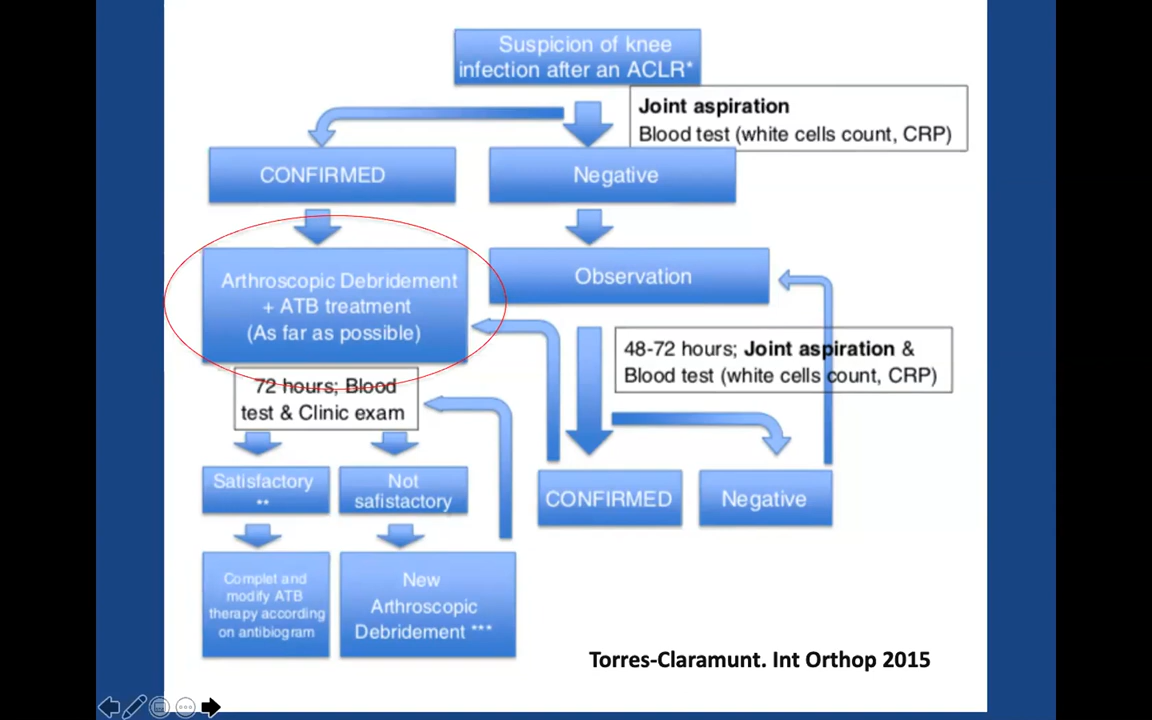 Suspicion of knee
infection after an ACLR*
Joint aspiration
Blood test (white cells count, CRP)
CONFIRMED
Negative
Arthroscopic Debridement
+ ATB treatment
(As far as possible)
Observation
48-72 hours; Joint aspiration &
Blood test (white cells count, CRP)
72 hours; Blood
test & Clinic exam
Satisfactory
**
Not
safistactory
CONFIRMED
Negative
Complet and
modify ATB
therapy according
on antibiogram
New
Arthroscopic
Debridement ***
Torres-Claramunt. Int Orthop 2015